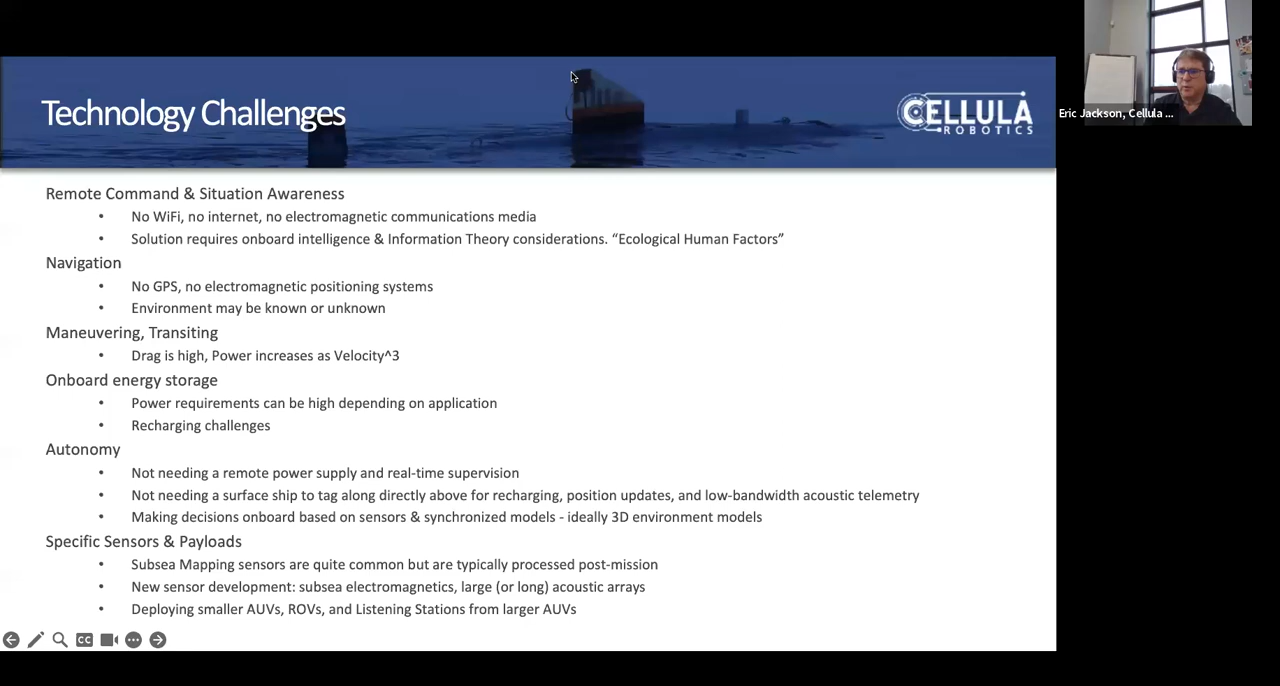 Technology Challenges
CELLULA
ROBOTICS
Eric Jackson, Cellula ...
Remote Command & Situation Awareness
• No WiFi, no internet, no electromagnetic communications media
• Solution requires onboard intelligence & Information Theory considerations. “Ecological Human Factors”
Navigation
• No GPS, no electromagnetic positioning systems
• Environment may be known or unknown
Maneuvering, Transiting
• Drag is high, Power increases as Velocity^3
Onboard energy storage
• Power requirements can be high depending on application
• Recharging challenges
Autonomy
• Not needing a remote power supply and real-time supervision
• Not needing a surface ship to tag along directly above for recharging, position updates, and low-bandwidth acoustic telemetry
• Making decisions onboard based on sensors & synchronized models - ideally 3D environment models
Specific Sensors & Payloads
• Subsea Mapping sensors are quite common but are typically processed post-mission
• New sensor development: subsea electromagnetics, large (or long) acoustic arrays
• Deploying smaller AUVs, ROVs, and Listening Stations from larger AUVs
CC